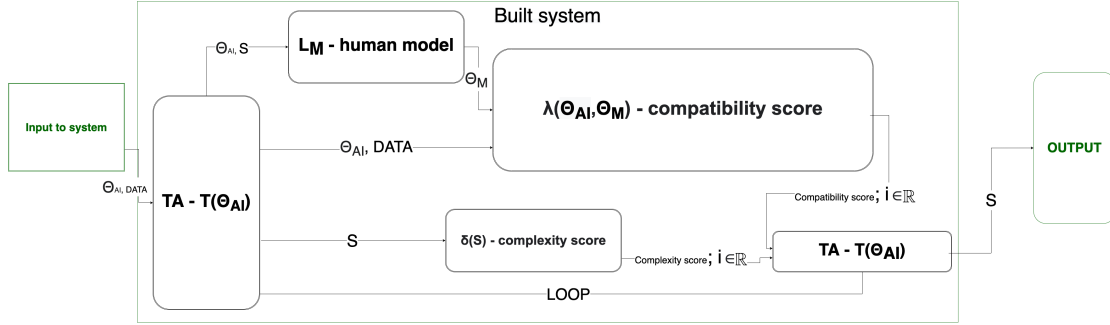 Built system
ΘAI, S
LM - human model
ΘM
λ(ΘAI,ΘM) - compatibility score
Input to system
ΘAI, DATA
OUTPUT
ΘAI, DATA
TA - T(ΘAI)
Compatibility score; i ∈ℝ
S
S
δ(S) - complexity score
Complexity score; i ∈ℝ
TA - T(ΘAI)
LOOP